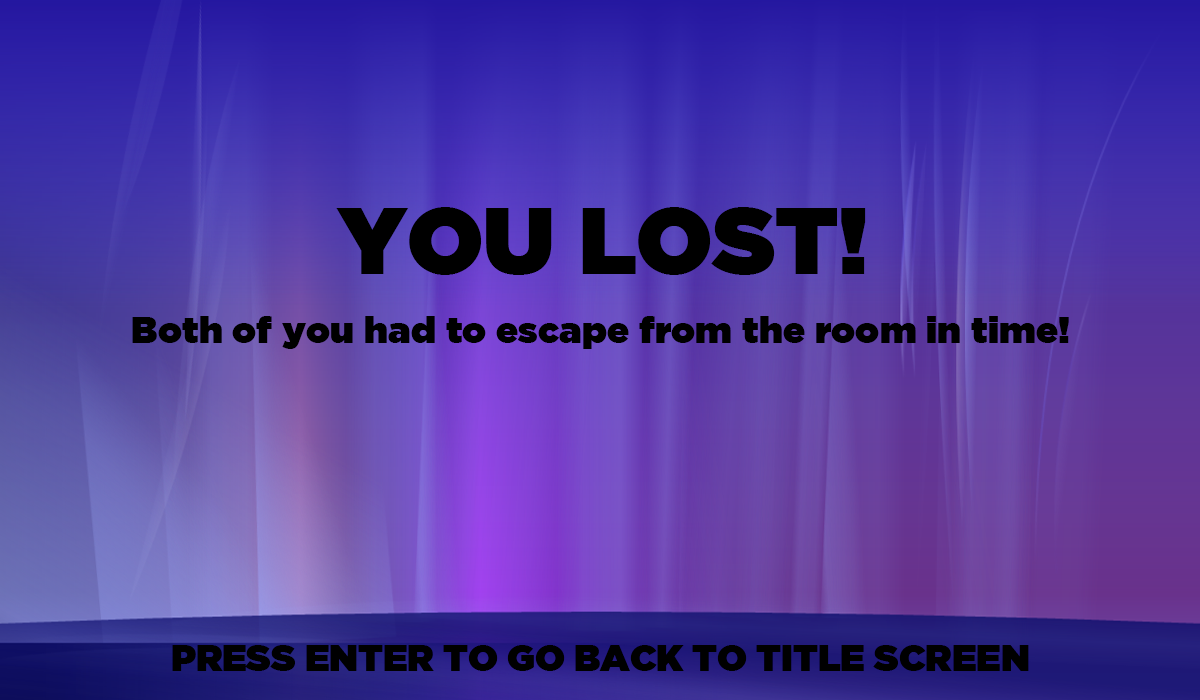 YOU LOST!
Both of you had to escape from the room in time!
PRESS ENTER TO GO BACK TO TITLE SCREEN